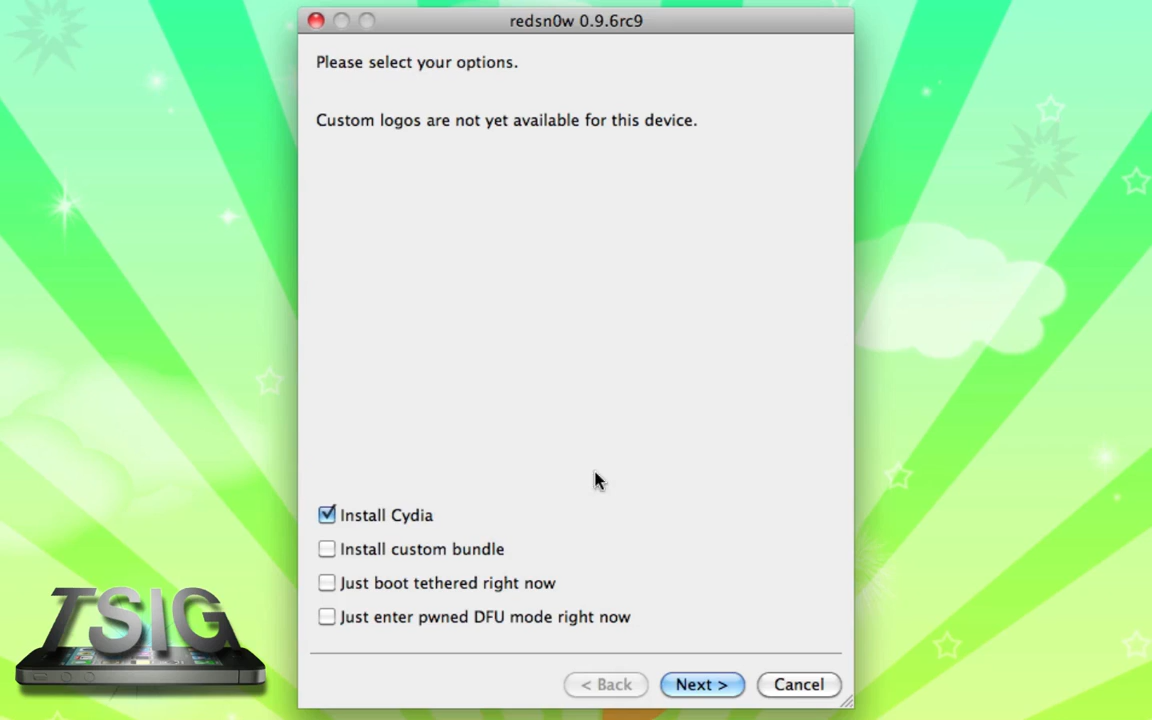 redsn0w 0.9.6rc9
Please select your options.
Custom logos are not yet available for this device.
Install Cydia
Install custom bundle
Just boot tethered right now
Just enter pwned DFU mode right now
< Back
Next >
Cancel
TSIG